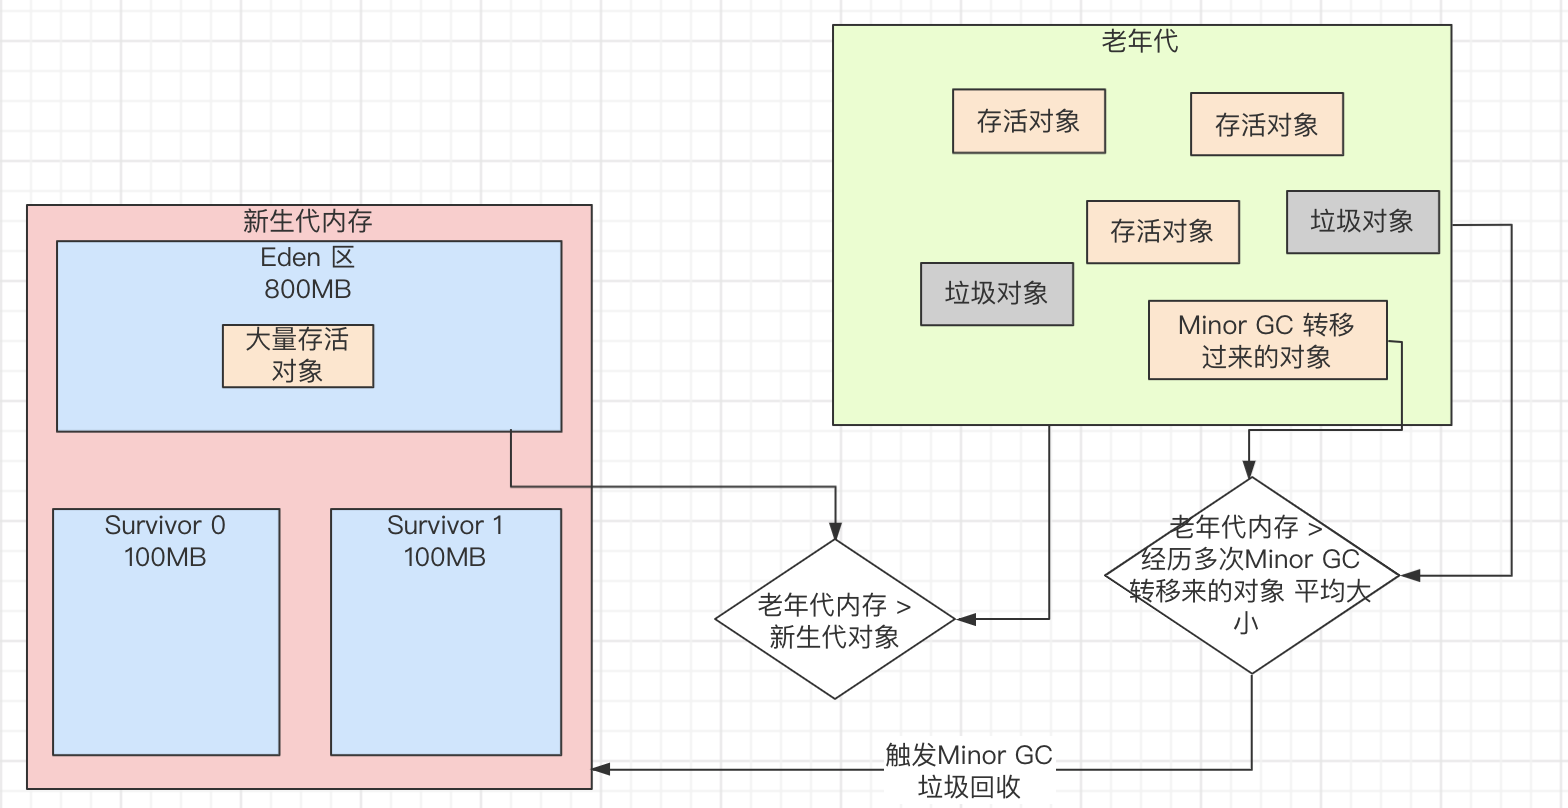 老年代
存活对象
存活对象
存活对象
垃圾对象
垃圾对象
Minor GC 转移
过来的对象
新生代内存
Eden 区
800MB
大量存活
对象
Survivor 0
100MB
Survivor 1
100MB
老年代内存 >
新生代对象
老年代内存 >
经历多次Minor GC
转移来的对象 平均大
小
触发Minor GC
垃圾回收